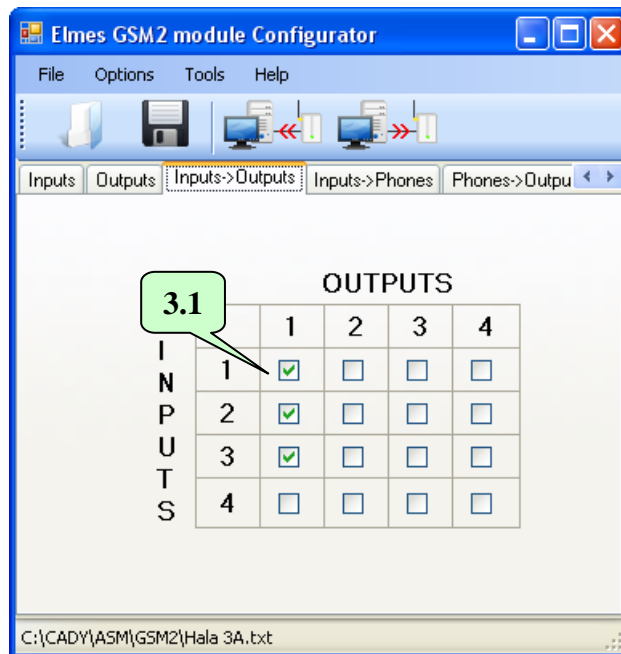 Elmes GSM2 module Configurator
File Options Tools Help
Inputs Outputs Inputs->Outputs Inputs->Phones Phones->Outpu
OUTPUTS
3.1
1 2 3 4
INPUTS
1
2
3
4
C:\CADY\ASM\GSM2\Hala 3A.txt